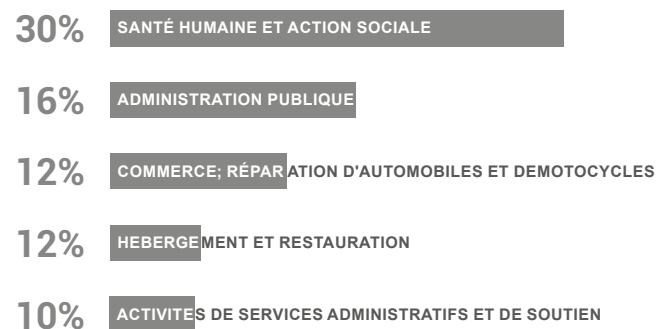 30% SANTÉ HUMAINE ET ACTION SOCIALE
16% ADMINISTRATION PUBLIQUE
12% COMMERCE; RÉPARATION D'AUTOMOBILES ET DEMOTOCYCLES
12% HEBERGEMENT ET RESTAURATION
10% ACTIVITES DE SERVICES ADMINISTRATIFS ET DE SOUTIEN